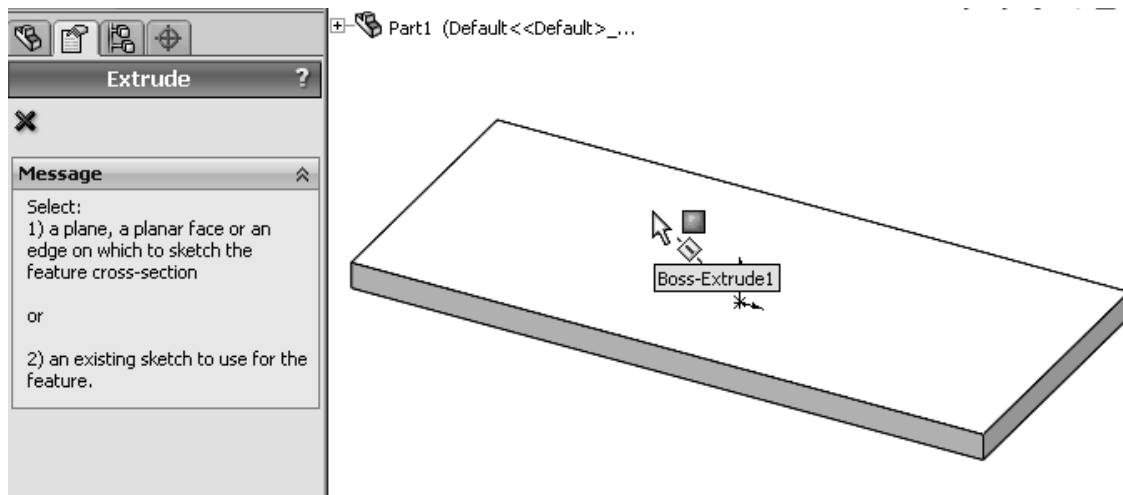 Extrude ?
Message
Select:
1) a plane, a planar face or an
edge on which to sketch the
feature cross-section
or
2) an existing sketch to use for the
feature.
Part1 (Default<<Default>_...
Boss-Extrude1